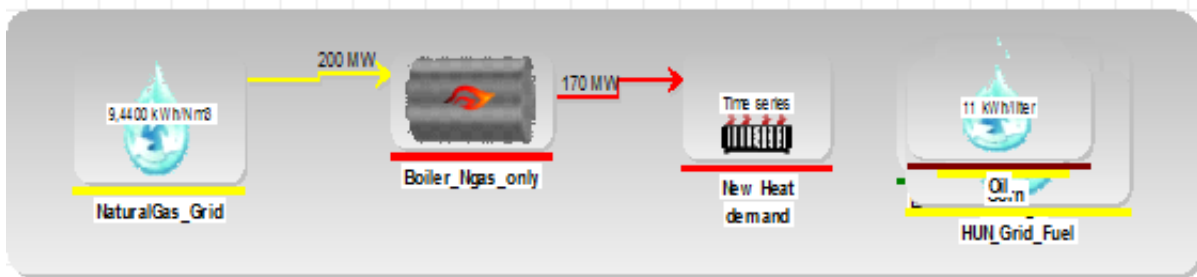 200 MW
170 MW
9,4400 kWh/Nm3
Time series
11 kWh/liter
NaturalGas_Grid
Boiler_Ngas_only
New Heat
demand
Oil
HUN_Grid_Fuel